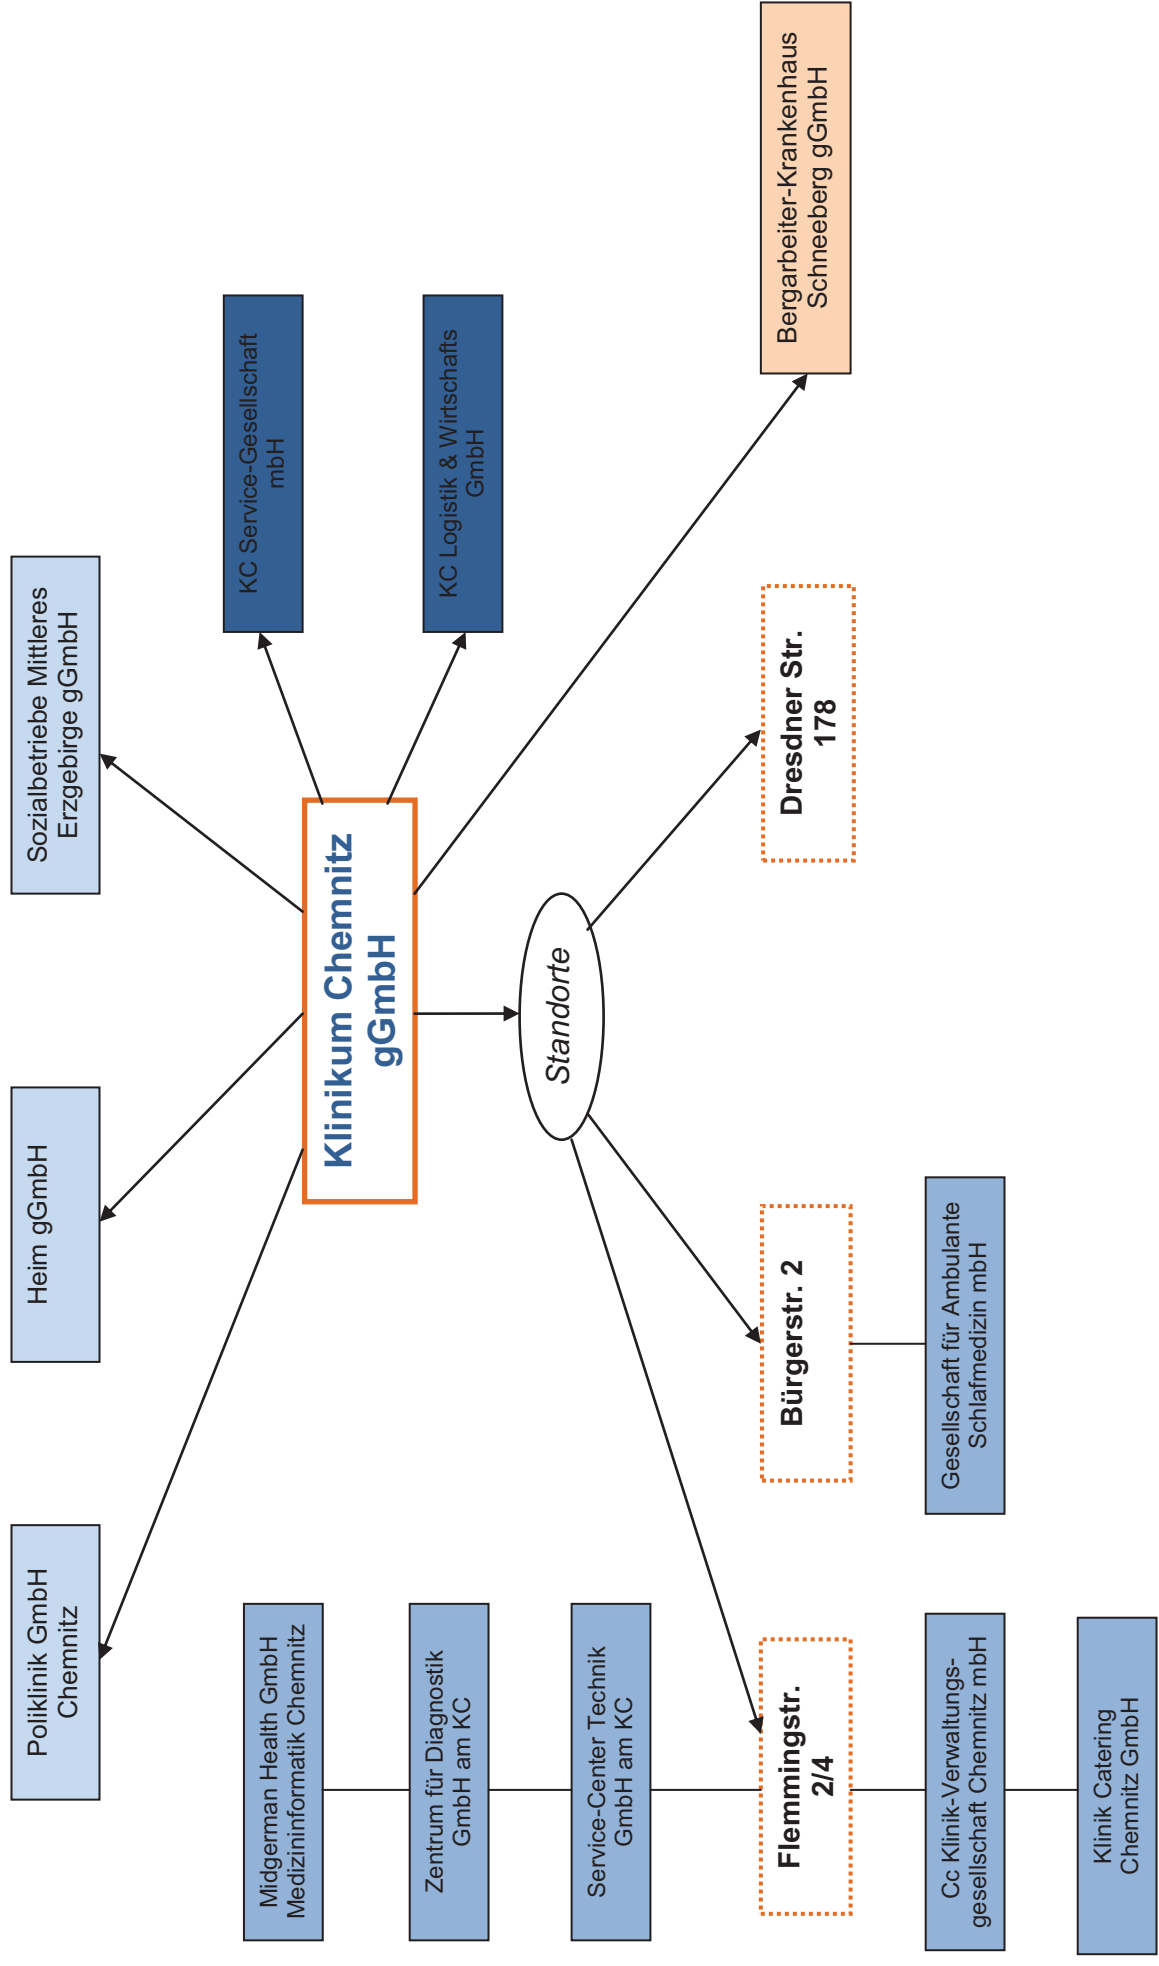 Poliklinik GmbH
Chemnitz
Heim gGmbH
Sozialbetriebe Mittleres
Erzgebirge gGmbH
Midgerman Health GmbH
Medizininformatik Chemnitz
KC Service-Gesellschaft
mbH
Klinikum Chemnitz
gGmbH
Zentrum für Diagnostik
GmbH am KC
KC Logistik & Wirtschafts
GmbH
Service-Center Technik
GmbH am KC
Standorte
Flemmingstr.
2/4
Bürgerstr. 2
Dresdner Str.
178
Bergarbeiter-Krankenhaus
Schneeberg gGmbH
Cc Klinik-Verwaltungs-
gesellschaft Chemnitz mbH
Gesellschaft für Ambulante
Schlafmedizin mbH
Klinik Catering
Chemnitz GmbH